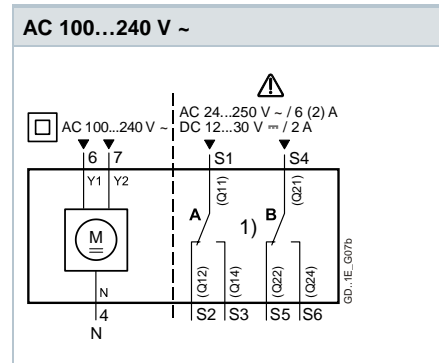 AC 100...240 V ~
AC 24...250 V ~ / 6 (2) A
AC 100...240 V ~ DC 12...30 V ⎓ / 2 A
6 7 S1 S4
Y1 Y2 (Q11) (Q21)
A 1) B
M
N (Q12) (Q14) (Q22) (Q24)
4 S2 S3 S5 S6
N
GD..1E_G07b